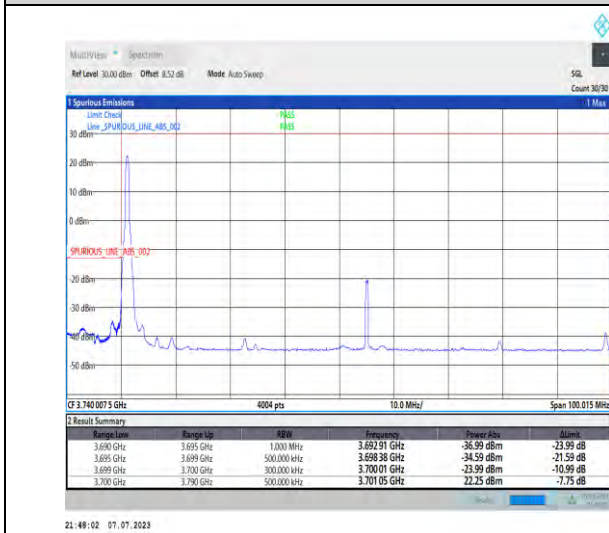 MultiView Spectrum
Ref Level 30.00 dBm Offset 8.52 dB Mode Auto Sweep SGL
Count 30/30
1 Spurious Emissions 1 Max
Limit Check PASS
Line _SPURIOUS_LINE_ABS_002 PASS
30 dBm
20 dBm
10 dBm
0 dBm
SPURIOUS_LINE_ABS_002
-20 dBm
-30 dBm
-40 dBm
-50 dBm
CF 3.740 007 5 GHz 4004 pts 10.0 MHz/ Span 100.015 MHz
2 Result Summary
Range Low Range Up RBW Frequency Power Abs ΔLimit
3.690 GHz 3.695 GHz 1.000 MHz 3.692 91 GHz -36.99 dBm -23.99 dB
3.695 GHz 3.699 GHz 500.000 kHz 3.698 38 GHz -34.59 dBm -21.59 dB
3.699 GHz 3.700 GHz 300.000 kHz 3.700 05 GHz -23.99 dBm -10.99 dB
3.700 GHz 3.790 GHz 500.000 kHz 3.701 05 GHz 22.25 dBm -7.75 dB
21:48:02 07.07.2023